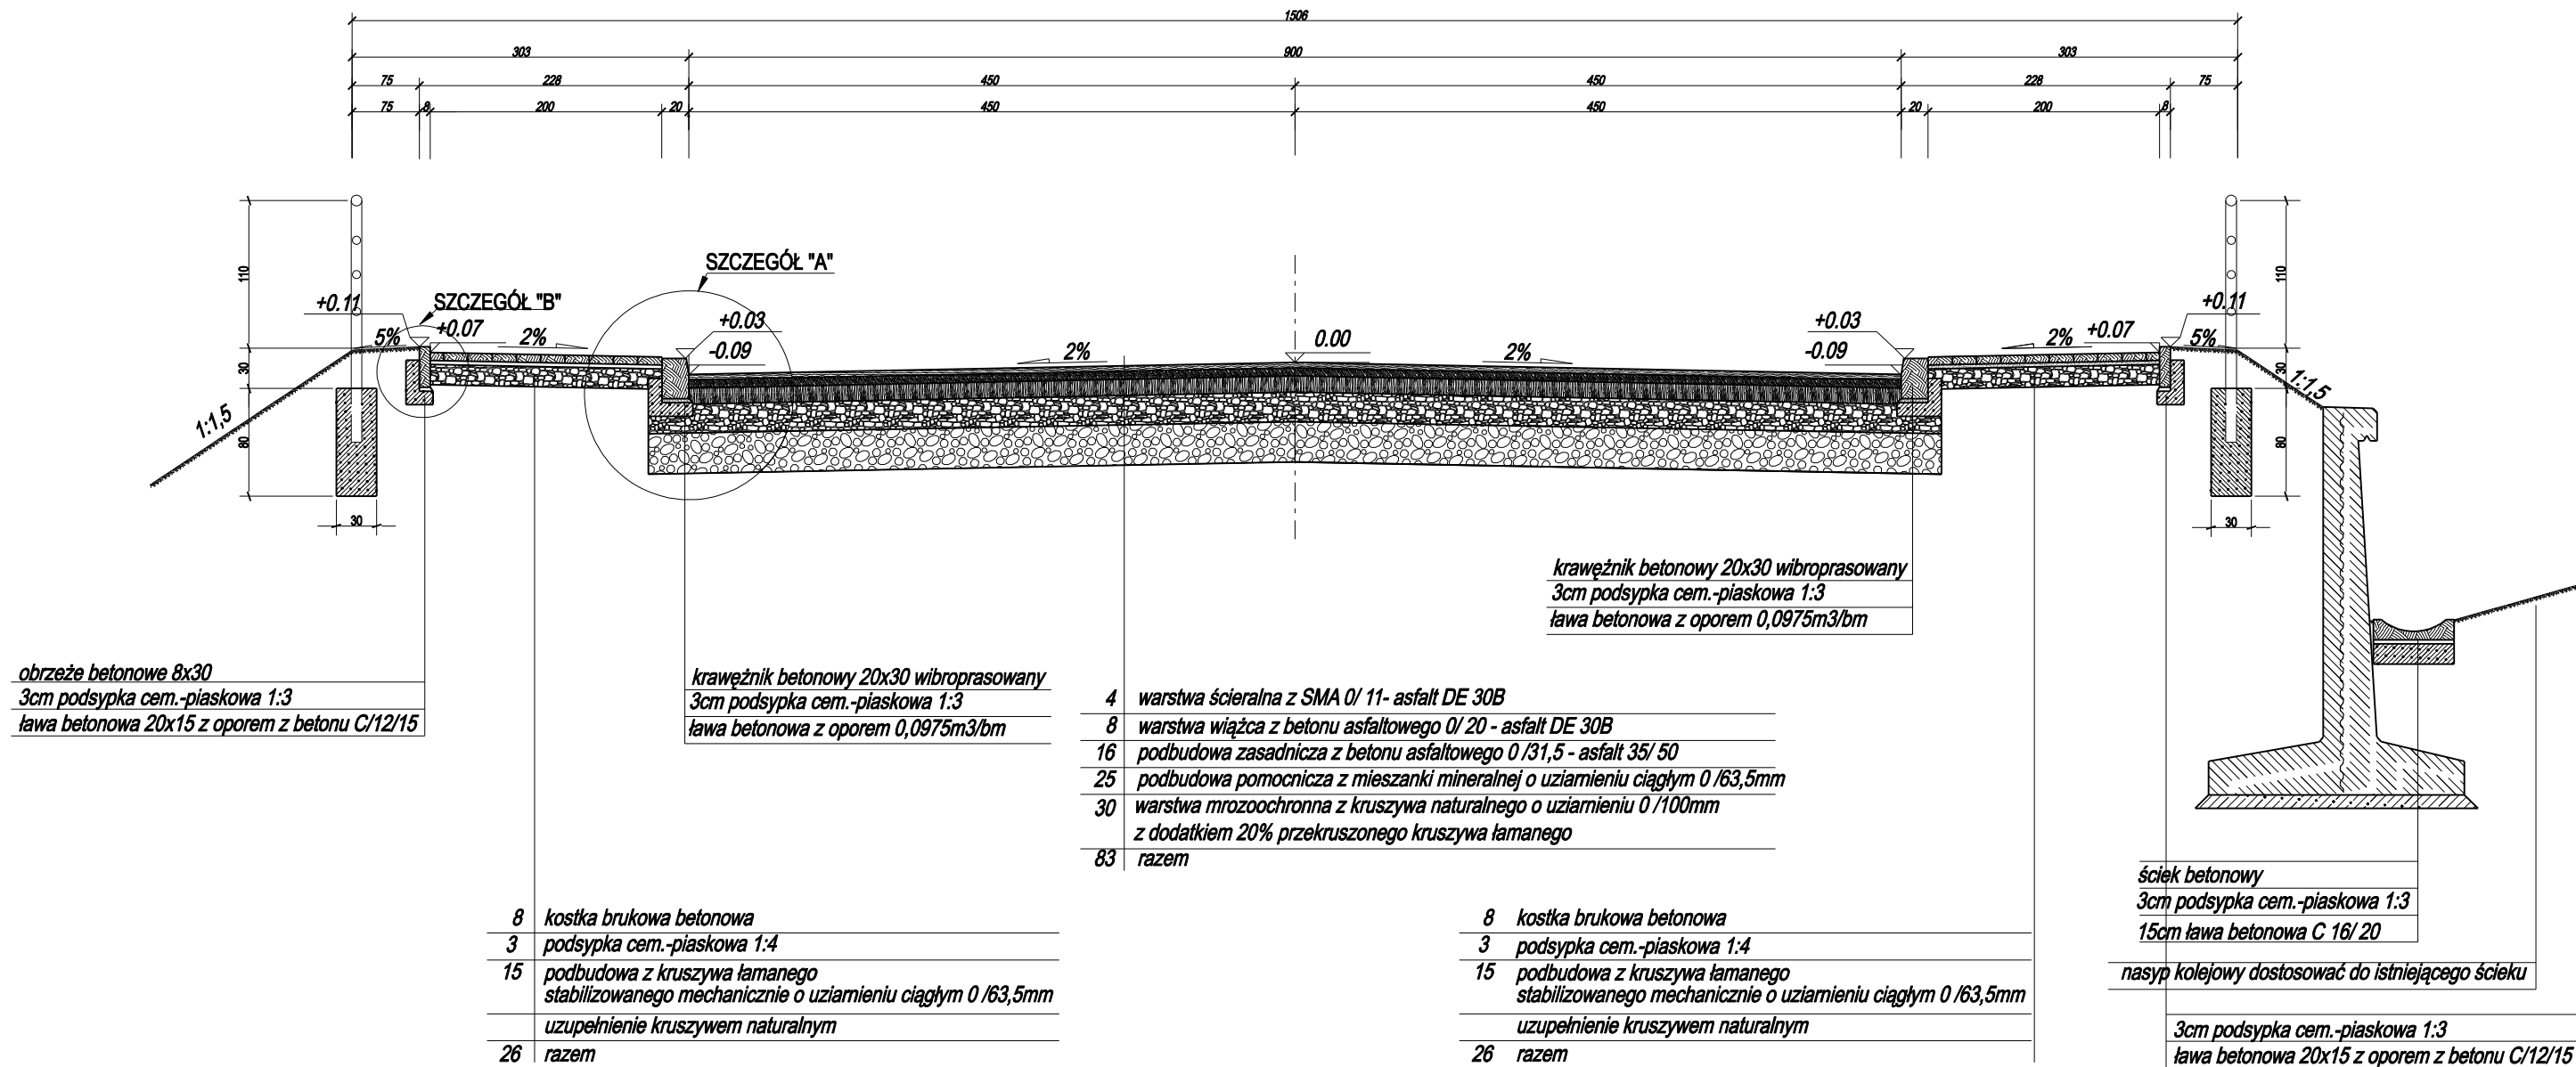 1506
303 900 303
75 228 450 450 228 75
75 8 200 20 450 450 20 200 8
110 30 80 30
1:1,5
+0.11 5%
SZCZEGÓŁ "B"
+0.07 2%
SZCZEGÓŁ "A"
+0.03
-0.09
2% 0.00 2%
+0.03
-0.09
2% +0.07
+0.11
5%
1:1,5
110 30 80 30
krawężnik betonowy 20x30 wibroprasowany
3cm podsypka cem.-piaskowa 1:3
ława betonowa z oporem 0,0975m3/bm
obrzeże betonowe 8x30
3cm podsypka cem.-piaskowa 1:3
ława betonowa 20x15 z oporem z betonu C/12/15
krawężnik betonowy 20x30 wibroprasowany
3cm podsypka cem.-piaskowa 1:3
ława betonowa z oporem 0,0975m3/bm
4 warstwa ścieralna z SMA 0/ 11- asfalt DE 30B
8 warstwa wiążca z betonu asfaltowego 0/ 20 - asfalt DE 30B
16 podbudowa zasadnicza z betonu asfaltowego 0 /31,5 - asfalt 35/ 50
25 podbudowa pomocnicza z mieszanki mineralnej o uziarnieniu ciągłym 0 /63,5mm
30 warstwa mrozoochronna z kruszywa naturalnego o uziarnieniu 0 /100mm
z dodatkiem 20% przekruszonego kruszywa łamanego
83 razem
8 kostka brukowa betonowa
3 podsypka cem.-piaskowa 1:4
15 podbudowa z kruszywa łamanego
stabilizowanego mechanicznie o uziarnieniu ciągłym 0 /63,5mm
uzupełnienie kruszywem naturalnym
26 razem
8 kostka brukowa betonowa
3 podsypka cem.-piaskowa 1:4
15 podbudowa z kruszywa łamanego
stabilizowanego mechanicznie o uziarnieniu ciągłym 0 /63,5mm
uzupełnienie kruszywem naturalnym
26 razem
ściek betonowy
3cm podsypka cem.-piaskowa 1:3
15cm ława betonowa C 16/ 20
nasyp kolejowy dostosować do istniejącego ścieku
3cm podsypka cem.-piaskowa 1:3
ława betonowa 20x15 z oporem z betonu C/12/15